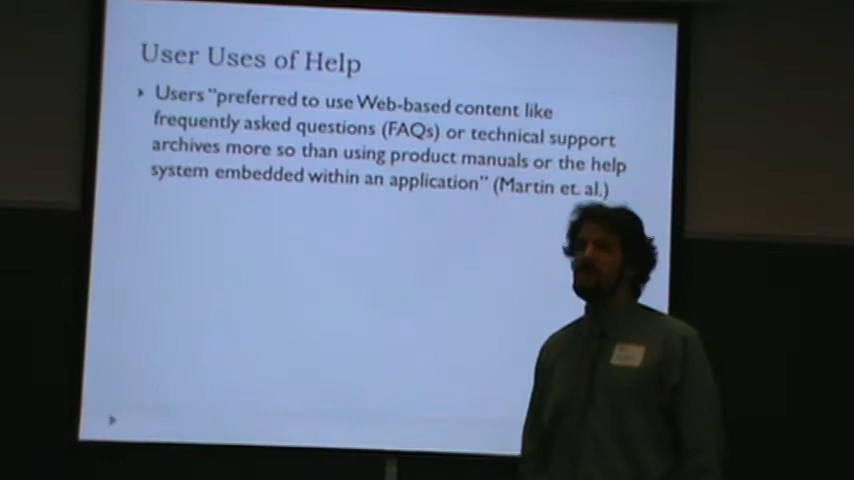 User Uses of Help
Users "preferred to use Web-based content like
frequently asked questions (FAQs) or technical support
archives more so than using product manuals or the help
system embedded within an application" (Martin et. al.)